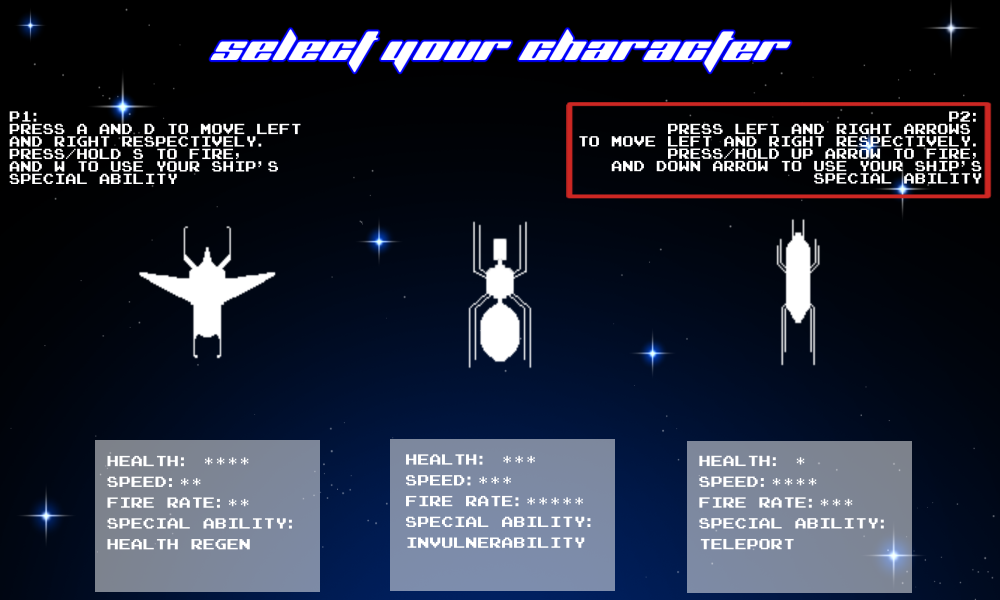 select your character
P1:
PRESS A AND D TO MOVE LEFT
AND RIGHT RESPECTIVELY.
PRESS/HOLD S TO FIRE,
AND W TO USE YOUR SHIP'S
SPECIAL ABILITY
P2:
PRESS LEFT AND RIGHT ARROWS
TO MOVE LEFT AND RIGHT RESPECTIVELY.
PRESS/HOLD UP ARROW TO FIRE,
AND DOWN ARROW TO USE YOUR SHIP'S
SPECIAL ABILITY
HEALTH: ****
SPEED: **
FIRE RATE: **
SPECIAL ABILITY:
HEALTH REGEN
HEALTH: ***
SPEED: ***
FIRE RATE: *****
SPECIAL ABILITY:
INVULNERABILITY
HEALTH: *
SPEED: ****
FIRE RATE: ***
SPECIAL ABILITY:
TELEPORT